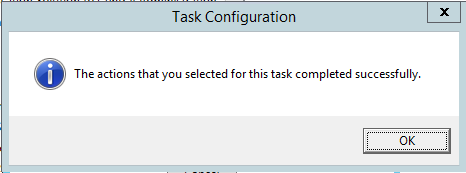 Task Configuration
x
The actions that you selected for this task completed successfully.
OK